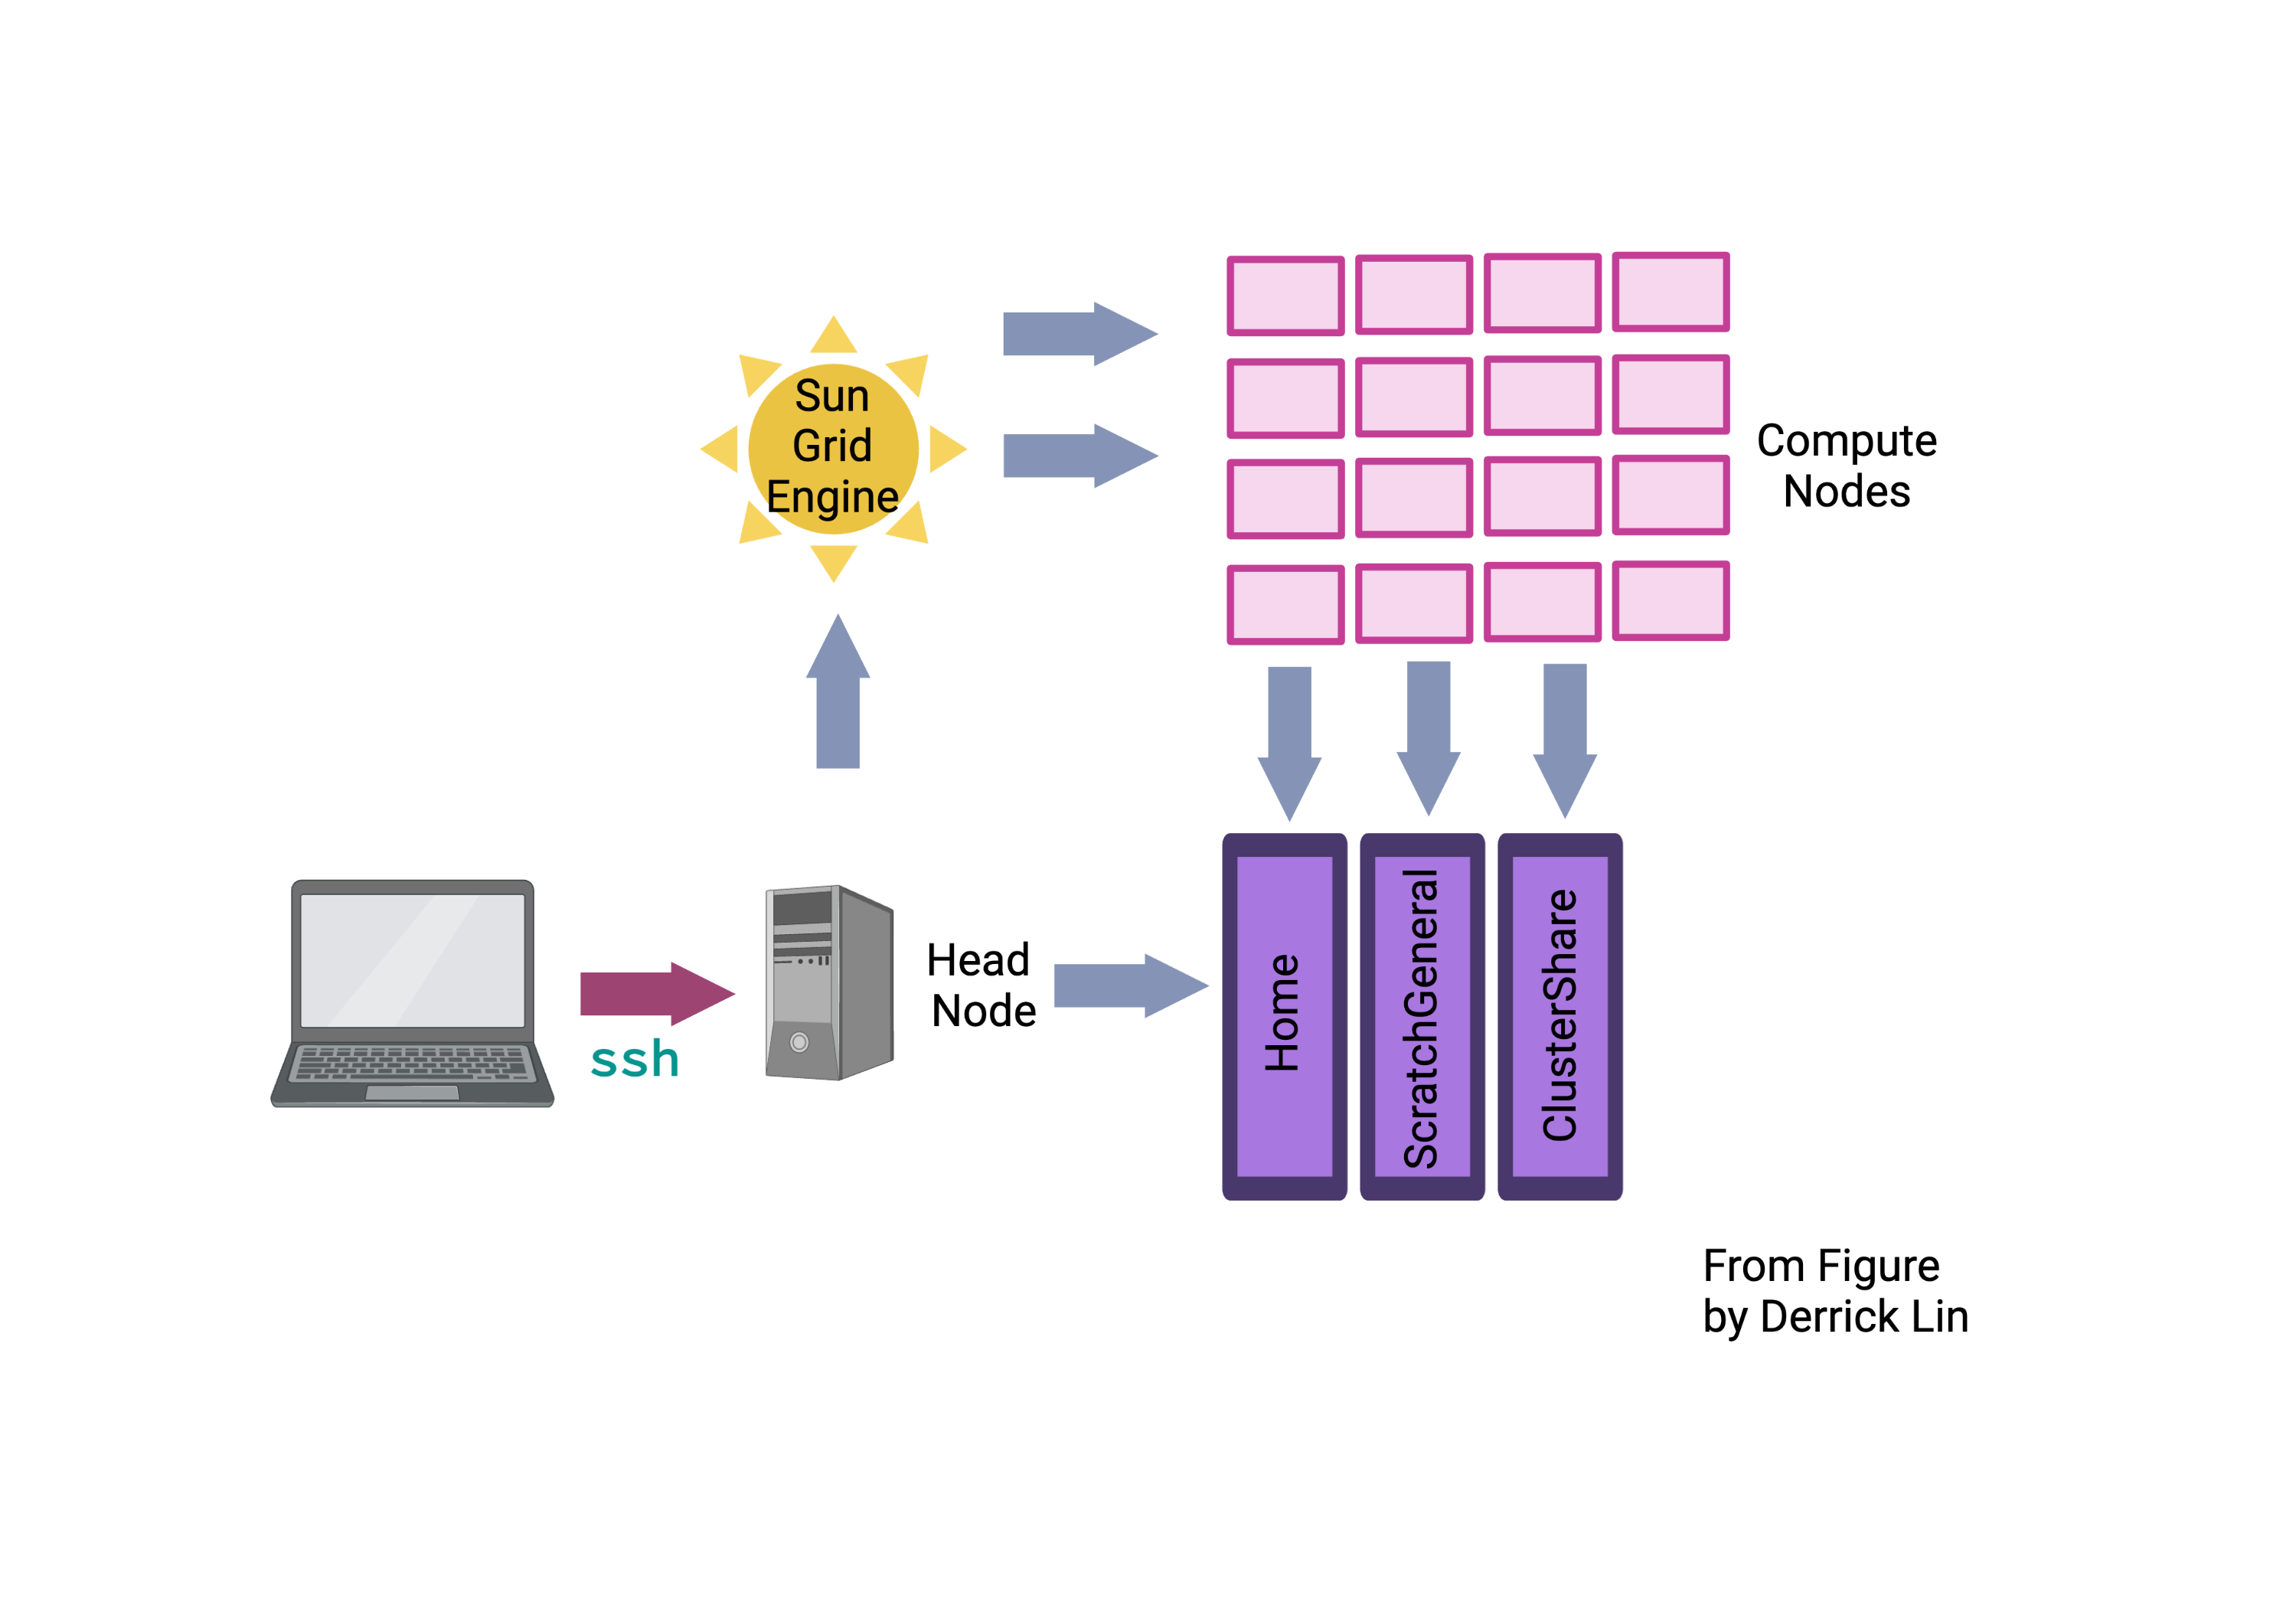 Sun
Grid
Engine
Compute
Nodes
ssh
Head
Node
Home
ScratchGeneral
ClusterShare
From Figure
by Derrick Lin